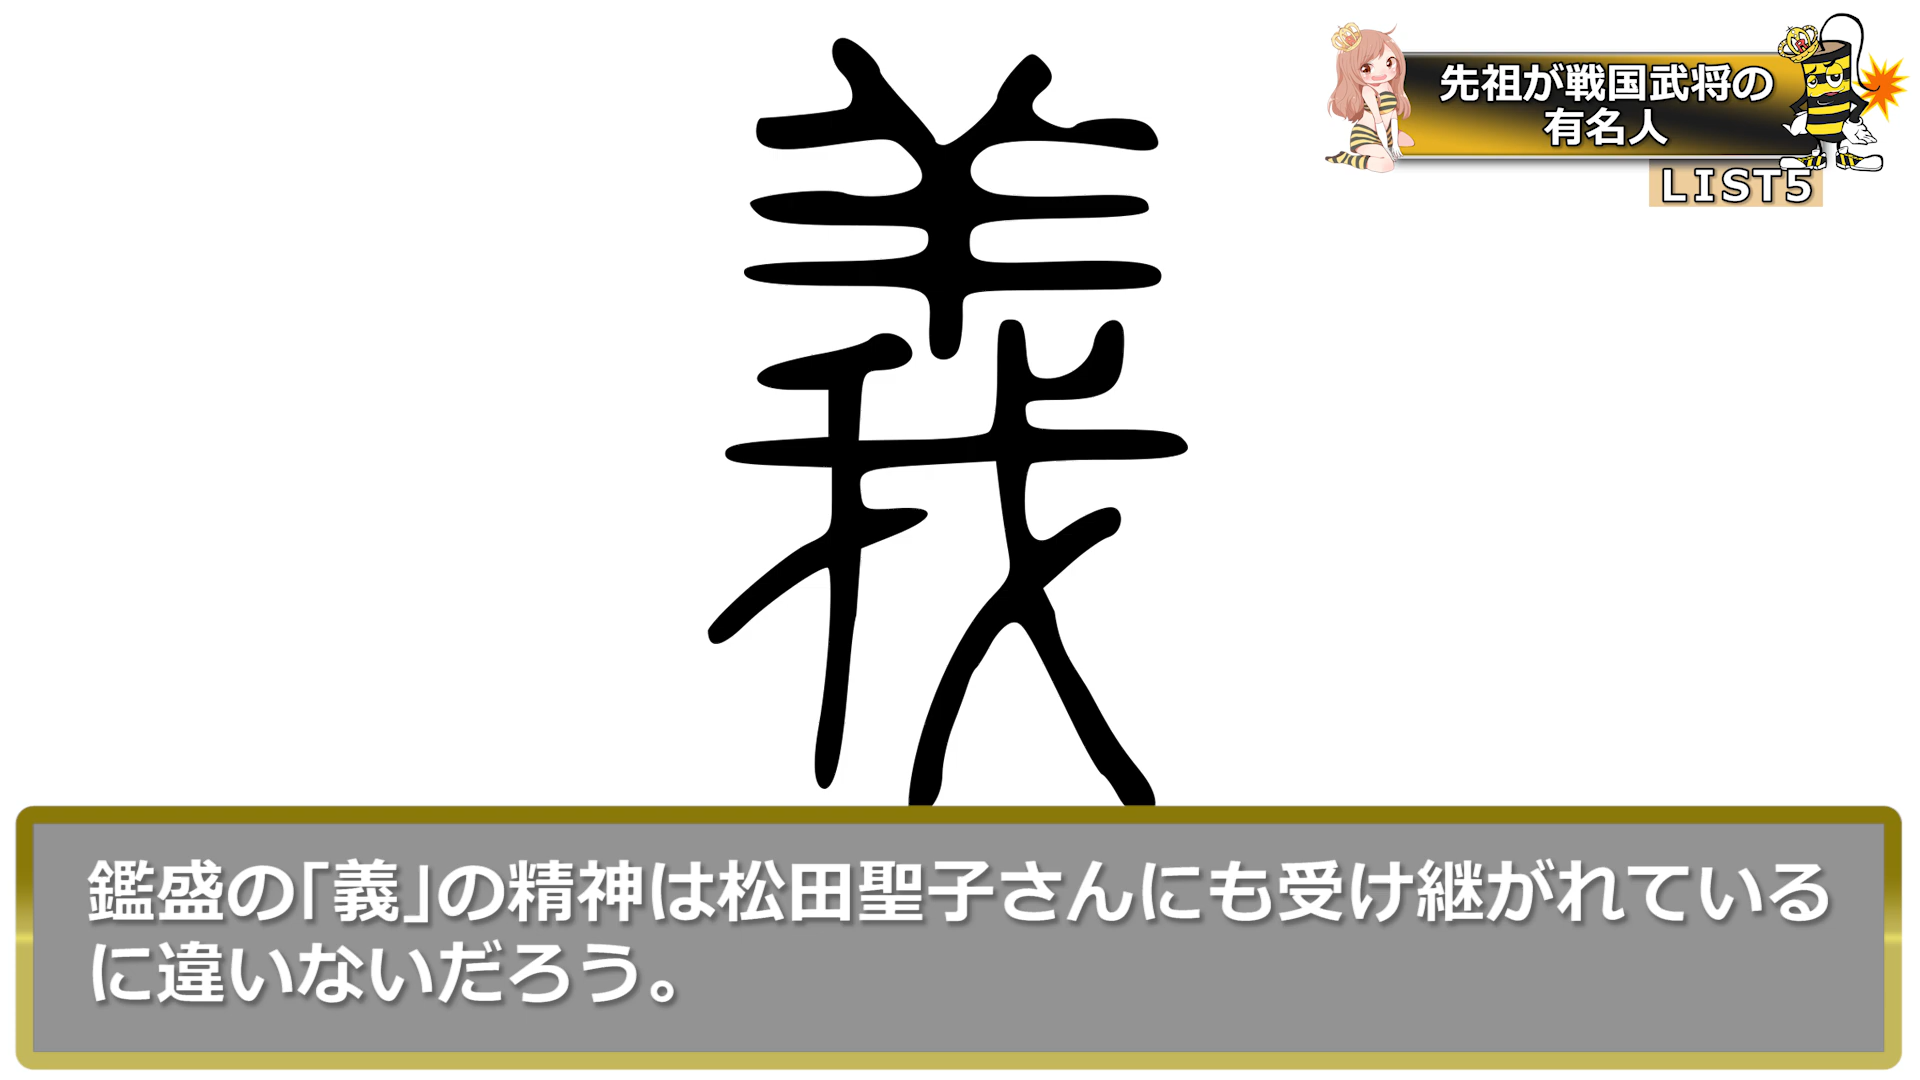 先祖が戦国武将の
有名人
LIST5
義
鑑盛の「義」の精神は松田聖子さんにも受け継がれている
に違いないだろう。